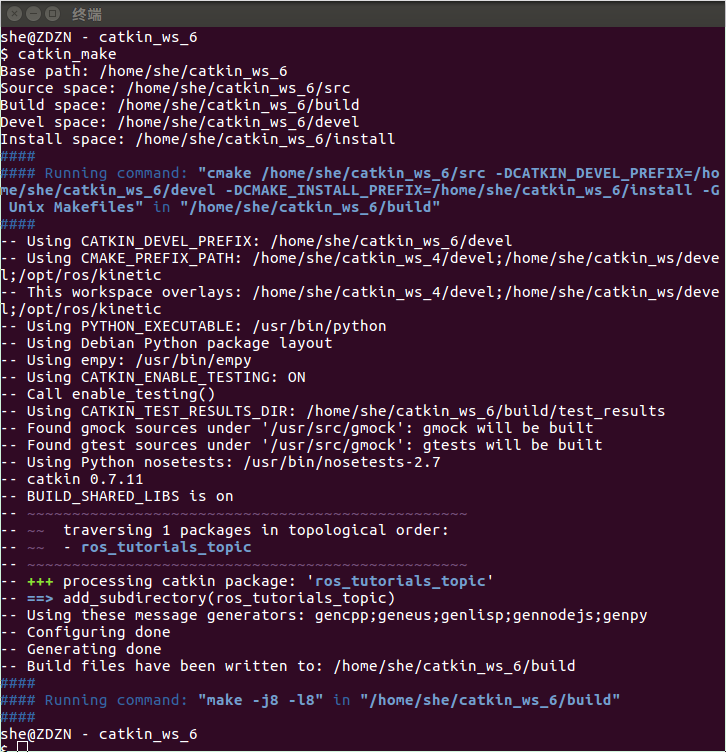 终端
she@ZDZN - catkin_ws_6
$ catkin_make
Base path: /home/she/catkin_ws_6
Source space: /home/she/catkin_ws_6/src
Build space: /home/she/catkin_ws_6/build
Devel space: /home/she/catkin_ws_6/devel
Install space: /home/she/catkin_ws_6/install
####
#### Running command: "cmake /home/she/catkin_ws_6/src -DCATKIN_DEVEL_PREFIX=/ho
me/she/catkin_ws_6/devel -DCMAKE_INSTALL_PREFIX=/home/she/catkin_ws_6/install -G
 Unix Makefiles" in "/home/she/catkin_ws_6/build"
####
-- Using CATKIN_DEVEL_PREFIX: /home/she/catkin_ws_6/devel
-- Using CMAKE_PREFIX_PATH: /home/she/catkin_ws_4/devel;/home/she/catkin_ws/deve
l;/opt/ros/kinetic
-- This workspace overlays: /home/she/catkin_ws_4/devel;/home/she/catkin_ws/deve
l;/opt/ros/kinetic
-- Using PYTHON_EXECUTABLE: /usr/bin/python
-- Using Debian Python package layout
-- Using empy: /usr/bin/empy
-- Using CATKIN_ENABLE_TESTING: ON
-- Call enable_testing()
-- Using CATKIN_TEST_RESULTS_DIR: /home/she/catkin_ws_6/build/test_results
-- Found gmock sources under '/usr/src/gmock': gmock will be built
-- Found gtest sources under '/usr/src/gmock': gtests will be built
-- Using Python nosetests: /usr/bin/nosetests-2.7
-- catkin 0.7.11
-- BUILD_SHARED_LIBS is on
-- ~~~~~~~~~~~~~~~~~~~~~~~~~~~~~~~~~~~~~~~~~~~~~~~~~
-- ~~  traversing 1 packages in topological order:
-- ~~  - ros_tutorials_topic
-- ~~~~~~~~~~~~~~~~~~~~~~~~~~~~~~~~~~~~~~~~~~~~~~~~~
-- +++ processing catkin package: 'ros_tutorials_topic'
-- ==> add_subdirectory(ros_tutorials_topic)
-- Using these message generators: gencpp;geneus;genlisp;gennodejs;genpy
-- Configuring done
-- Generating done
-- Build files have been written to: /home/she/catkin_ws_6/build
####
#### Running command: "make -j8 -l8" in "/home/she/catkin_ws_6/build"
####
she@ZDZN - catkin_ws_6
$